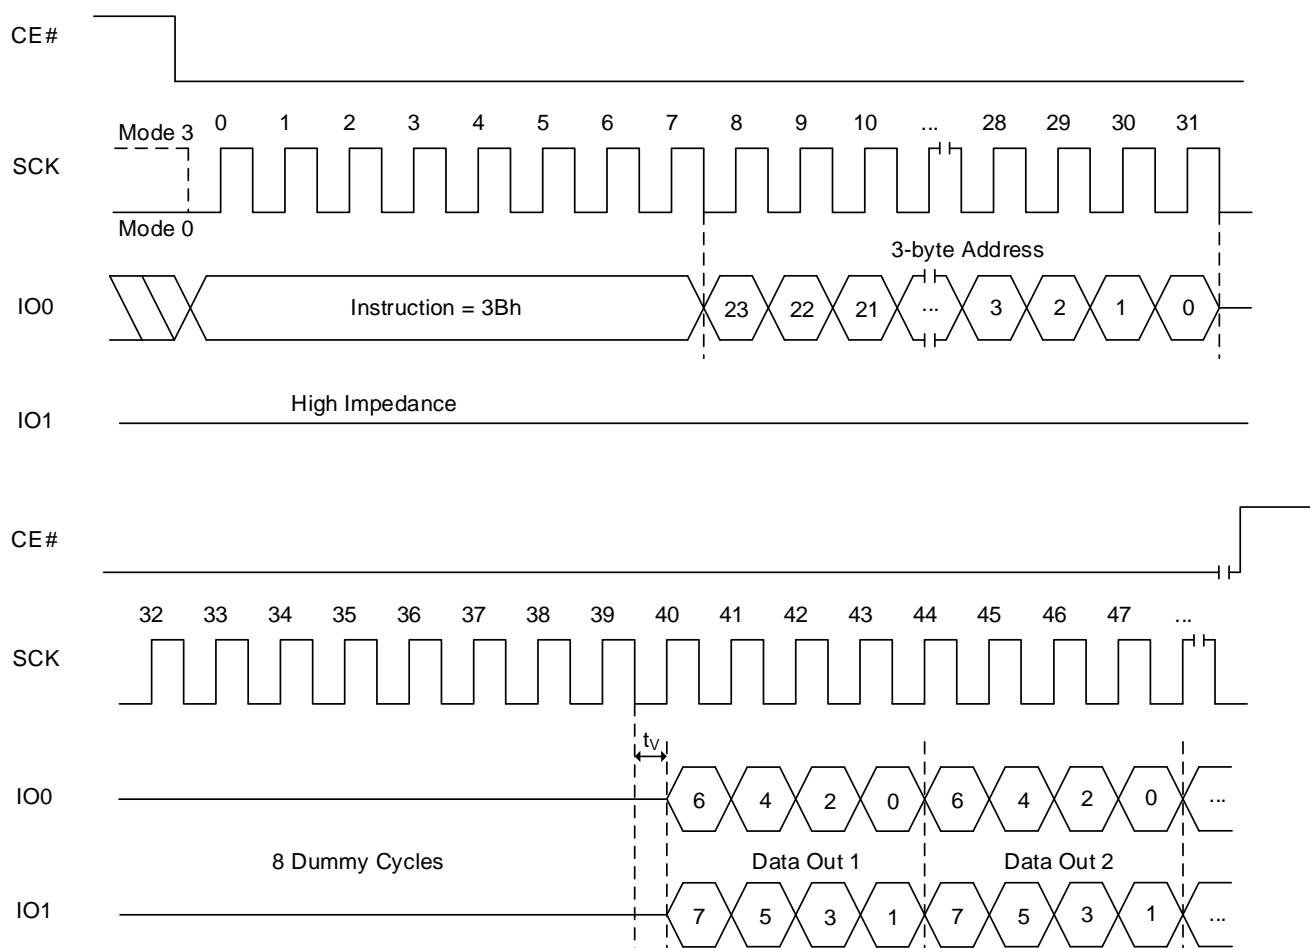 CE#
Mode 3
0 1 2 3 4 5 6 7 8 9 10 ... 28 29 30 31
SCK
Mode 0
3-byte Address
IO0
Instruction = 3Bh
23 22 21 ... 3 2 1 0
High Impedance
IO1
CE#
32 33 34 35 36 37 38 39 40 41 42 43 44 45 46 47 ...
SCK
tV
IO0
6 4 2 0 6 4 2 0 ...
8 Dummy Cycles
Data Out 1
Data Out 2
IO1
7 5 3 1 7 5 3 1 ...